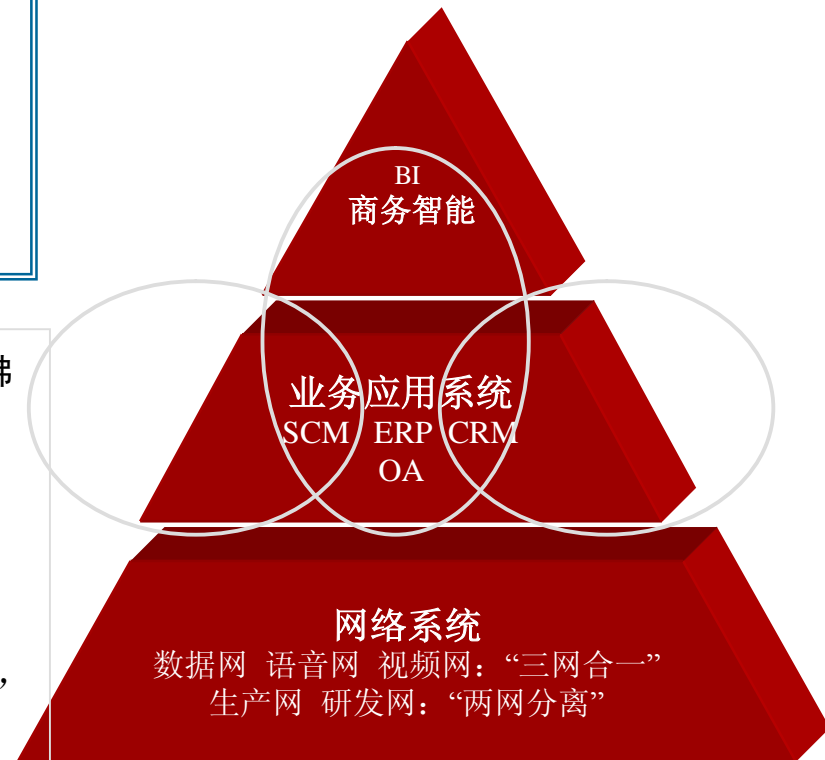 BI
商务智能
业务应用系统
SCM ERP CRM
OA
网络系统
数据网 语音网 视频网：“三网合一”
生产网 研发网：“两网分离”
，